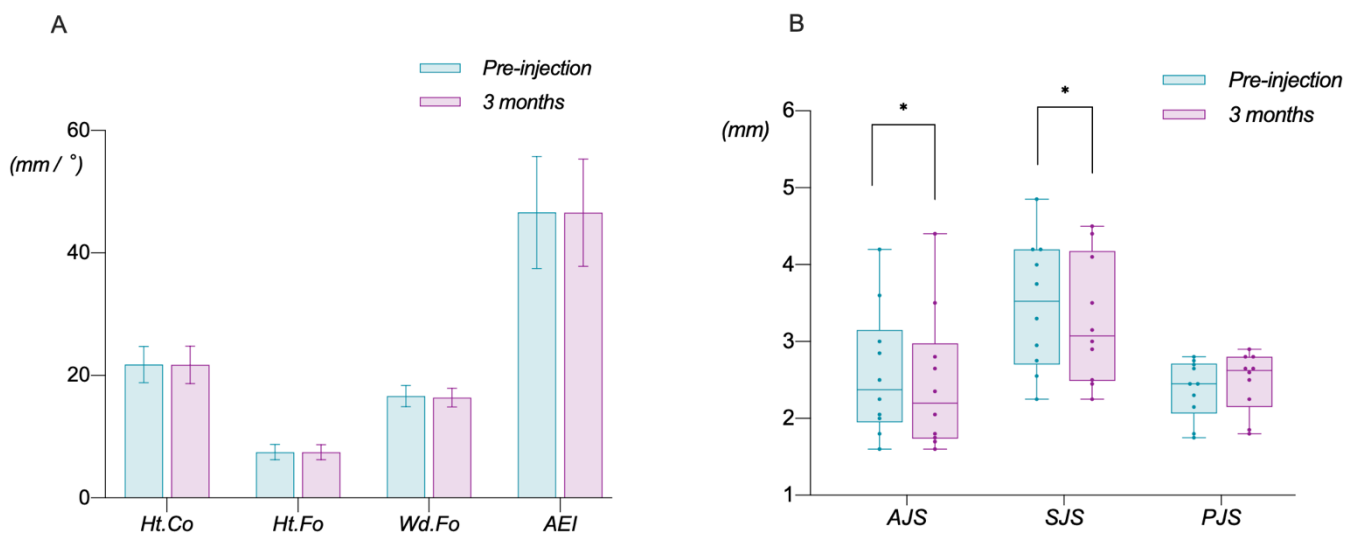 A
Pre-injection
3 months
(mm / °)
60
40
20
0
Ht.Co Ht.Fo Wd.Fo AEI
B
Pre-injection
3 months
(mm)
6
5
4
3
2
1
* *
AJS SJS PJS